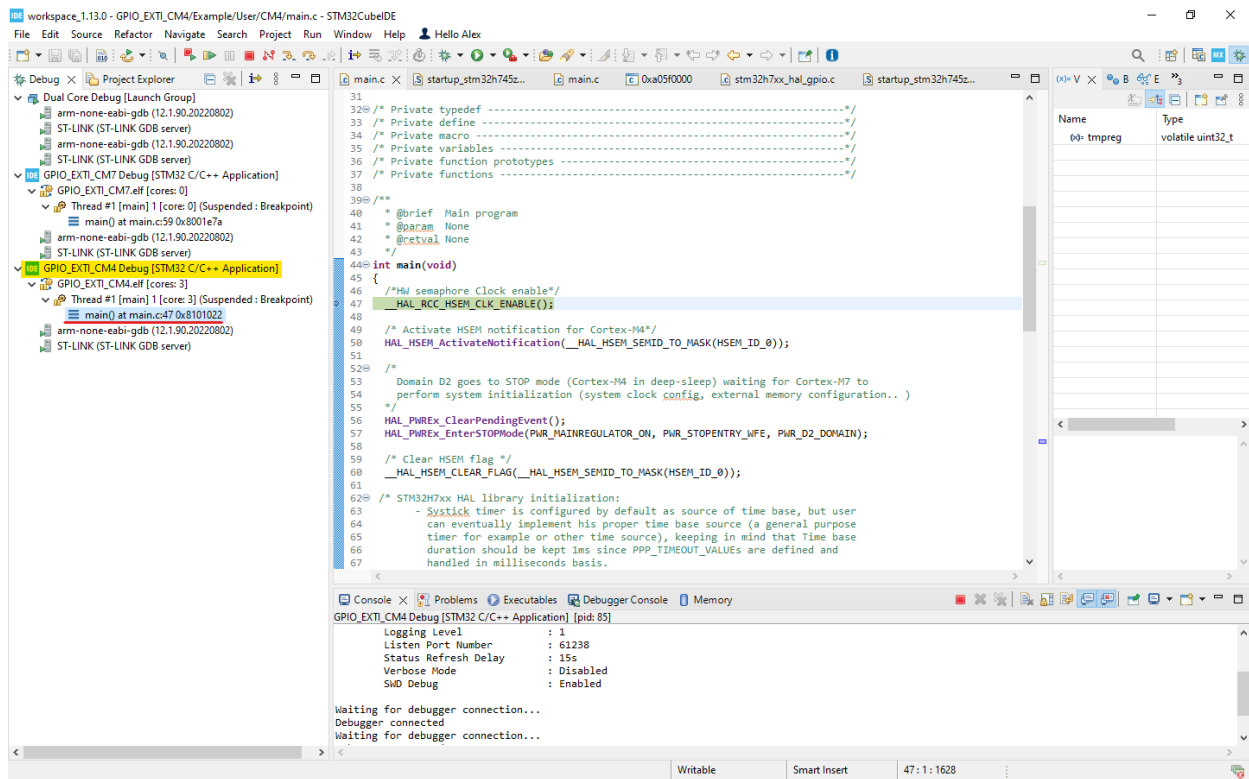 IDE workspace_1.13.0 - GPIO_EXTI_CM4/Example/User/CM4/main.c - STM32CubeIDE
File Edit Source Refactor Navigate Search Project Run Window Help Hello Alex
Debug Project Explorer
Dual Core Debug [Launch Group]
arm-none-eabi-gdb (12.1.90.20220802)
ST-LINK (ST-LINK GDB server)
arm-none-eabi-gdb (12.1.90.20220802)
ST-LINK (ST-LINK GDB server)
IDE GPIO_EXTI_CM7 Debug [STM32 C/C++ Application]
GPIO_EXTI_CM7.elf [cores: 0]
Thread #1 [main] 1 [core: 0] (Suspended : Breakpoint)
main() at main.c:59 0x8001e7a
arm-none-eabi-gdb (12.1.90.20220802)
ST-LINK (ST-LINK GDB server)
IDE GPIO_EXTI_CM4 Debug [STM32 C/C++ Application]
GPIO_EXTI_CM4.elf [cores: 3]
Thread #1 [main] 1 [core: 3] (Suspended : Breakpoint)
main() at main.c:47 0x8101022
arm-none-eabi-gdb (12.1.90.20220802)
ST-LINK (ST-LINK GDB server)
main.c startup_stm32h745z... main.c 0xa05f0000 stm32h7xx_hal_gpio.c startup_stm32h745z...
31
32 /* Private typedef -----------------------------------------------------------*/
33 /* Private define ------------------------------------------------------------*/
34 /* Private macro -------------------------------------------------------------*/
35 /* Private variables ---------------------------------------------------------*/
36 /* Private function prototypes -----------------------------------------------*/
37 /* Private functions ---------------------------------------------------------*/
38
39 /**
40 * @brief Main program
41 * @param None
42 * @retval None
43 */
44 int main(void)
45 {
46 /*HW semaphore Clock enable*/
47 __HAL_RCC_HSEM_CLK_ENABLE();
48
49 /* Activate HSEM notification for Cortex-M4*/
50 HAL_HSEM_ActivateNotification(__HAL_HSEM_SEMID_TO_MASK(HSEM_ID_0));
51
52 /*
53 Domain D2 goes to STOP mode (Cortex-M4 in deep-sleep) waiting for Cortex-M7 to
54 perform system initialization (system clock config, external memory configuration.. )
55 */
56 HAL_PWREx_ClearPendingEvent();
57 HAL_PWREx_EnterSTOPMode(PWR_MAINREGULATOR_ON, PWR_STOPENTRY_WFE, PWR_D2_DOMAIN);
58
59 /* Clear HSEM flag */
60 __HAL_HSEM_CLEAR_FLAG(__HAL_HSEM_SEMID_TO_MASK(HSEM_ID_0));
61
62 /* STM32H7xx HAL library initialization:
63 - Systick timer is configured by default as source of time base, but user
64 can eventually implement his proper time base source (a general purpose
65 timer for example or other time source), keeping in mind that Time base
66 duration should be kept 1ms since PPP_TIMEOUT_VALUEs are defined and
67 handled in milliseconds basis.
(x)= V B E 3
Name Type
(x)= tmpreg volatile uint32_t
Console Problems Executables Debugger Console Memory
GPIO_EXTI_CM4 Debug [STM32 C/C++ Application] [pid: 85]
Logging Level : 1
Listen Port Number : 61238
Status Refresh Delay : 15s
Verbose Mode : Disabled
SWD Debug : Enabled
Waiting for debugger connection...
Debugger connected
Waiting for debugger connection...
Writable Smart Insert 47 : 1 : 1628